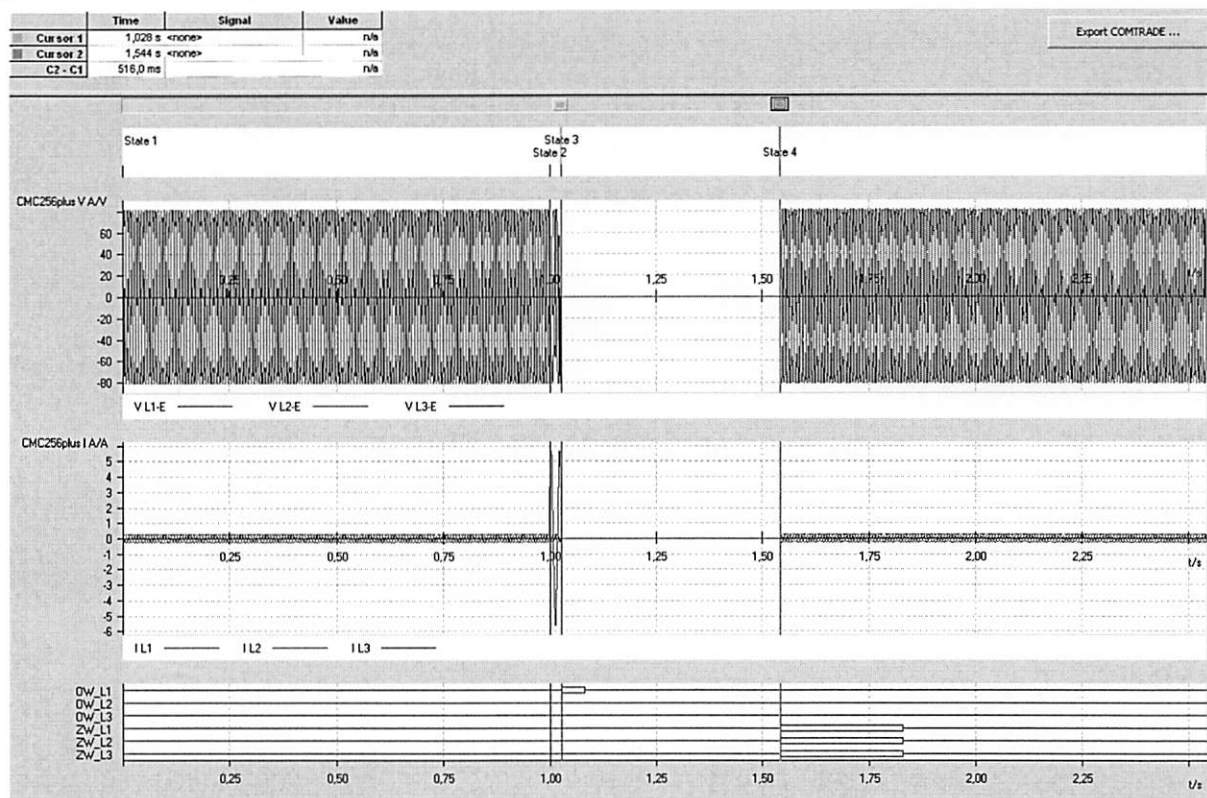 Time Signal Value
Cursor 1 1,028 s <none> n/a
Cursor 2 1,544 s <none> n/a
C2 - C1 516,0 ms n/a
Export COMTRADE ...
State 1
State 3
State 2
State 4
CMC256plus V A/V
60
40
20
0
-20
-40
-60
-80
0,25 0,50 0,75 1,00 1,25 1,50 1,75 2,00 2,25 t/s
V L1-E V L2-E V L3-E
CMC256plus I A/A
5
4
3
2
1
0
-1
-2
-3
-4
-5
-6
0,25 0,50 0,75 1,00 1,25 1,50 1,75 2,00 2,25 t/s
I L1 I L2 I L3
OW_L1
OW_L2
OW_L3
ZW_L1
ZW_L2
ZW_L3
0,25 0,50 0,75 1,00 1,25 1,50 1,75 2,00 2,25 t/s